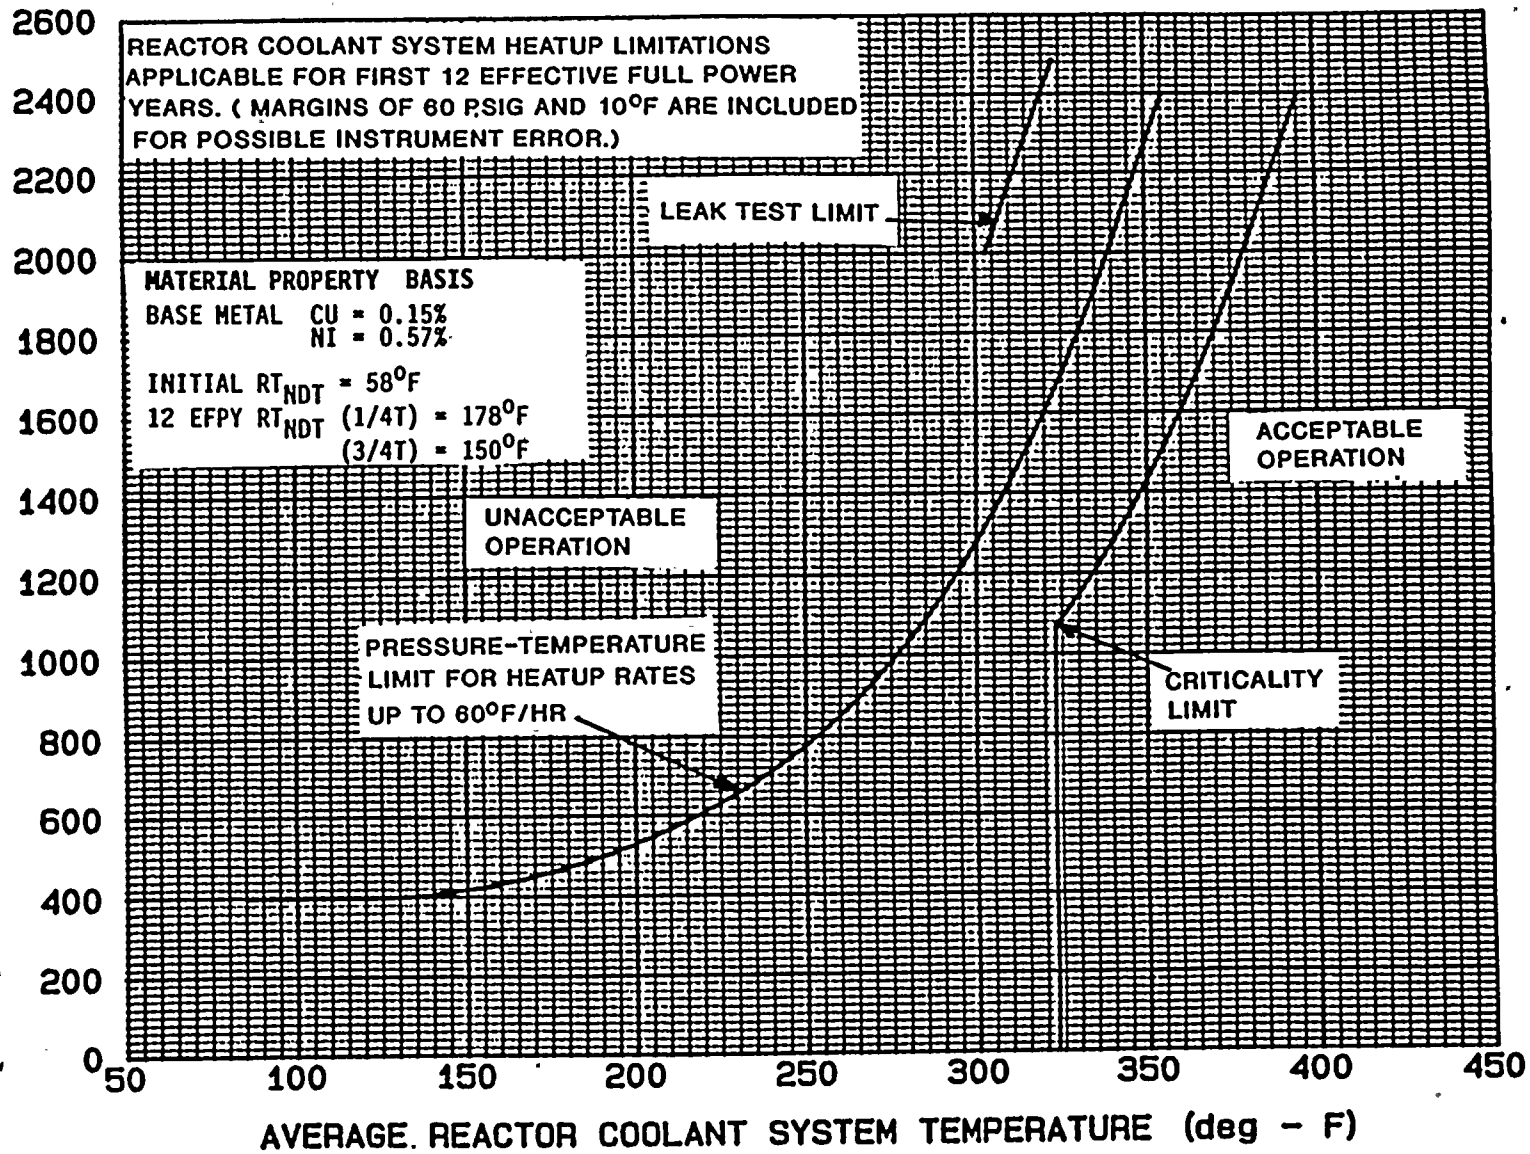 2600
2400
2200
2000
1800
1600
1400
1200
1000
800
600
400
200
0
REACTOR COOLANT SYSTEM HEATUP LIMITATIONS
APPLICABLE FOR FIRST 12 EFFECTIVE FULL POWER
YEARS. ( MARGINS OF 60 P.SIG AND 10°F ARE INCLUDED
FOR POSSIBLE INSTRUMENT ERROR.)
LEAK TEST LIMIT
MATERIAL PROPERTY BASIS
BASE METAL CU = 0.15%
NI = 0.57%
INITIAL RTNDT = 58°F
12 EFPY RTNDT (1/4T) = 178°F
(3/4T) = 150°F
ACCEPTABLE
OPERATION
UNACCEPTABLE
OPERATION
PRESSURE-TEMPERATURE
LIMIT FOR HEATUP RATES
UP TO 60°F/HR
CRITICALITY
LIMIT
50 100 150 200 250 300 350 400 450
AVERAGE. REACTOR COOLANT SYSTEM TEMPERATURE (deg - F)